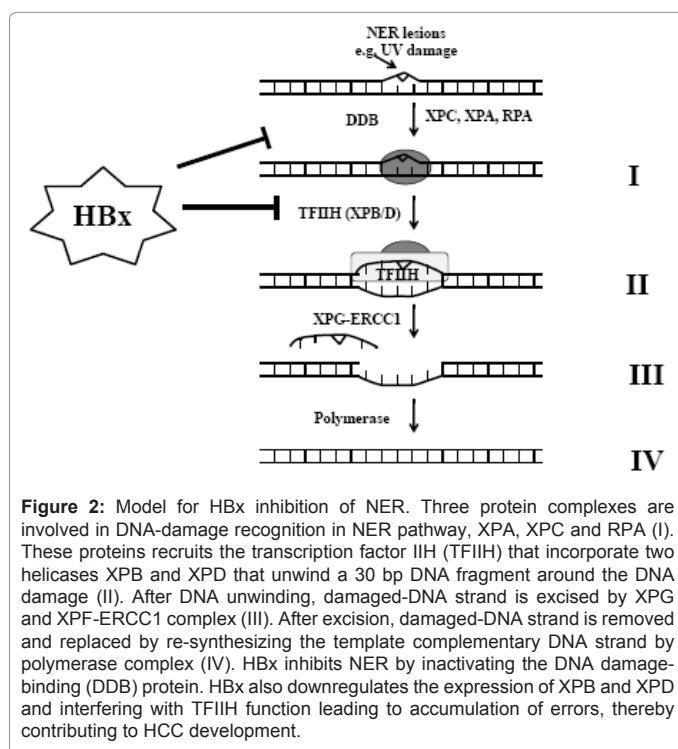 NER lesions
e.g, UV damage
DDB
XPC, XPA, RPA
I
HBx
TFIIH (XPB/D)
TFIIH
II
XPG-ERCC1
III
Polymerase
IV
Figure 2: Model for HBx inhibition of NER. Three protein complexes are
involved in DNA-damage recognition in NER pathway, XPA, XPC and RPA (I).
These proteins recruits the transcription factor IIH (TFIIH) that incorporate two
helicases XPB and XPD that unwind a 30 bp DNA fragment around the DNA
damage (II). After DNA unwinding, damaged-DNA strand is excised by XPG
and XPF-ERCC1 complex (III). After excision, damaged-DNA strand is removed
and replaced by re-synthesizing the template complementary DNA strand by
polymerase complex (IV). HBx inhibits NER by inactivating the DNA damage-
binding (DDB) protein. HBx also downregulates the expression of XPB and XPD
and interfering with TFIIH function leading to accumulation of errors, thereby
contributing to HCC development.